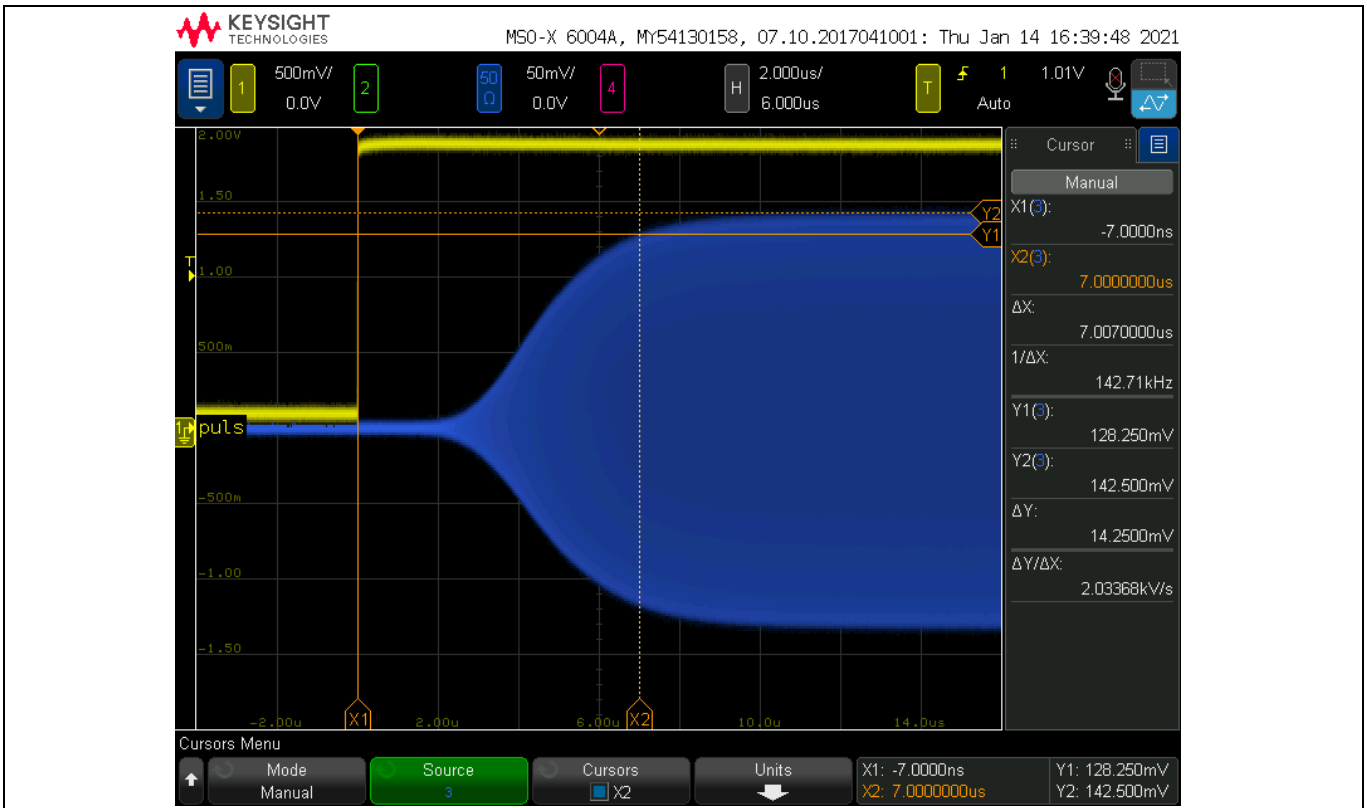 KEYSIGHT
TECHNOLOGIES
MSO-X 6004A, MY54130158, 07.10.2017041001: Thu Jan 14 16:39:48 2021
1 500mV/ 0.0V
2
50Ω 50mV/ 0.0V
4
H 2.000us/ 6.000us
T 1 1.01V Auto
2.00V
1.50
1.00
500m
-500m
-1.00
-1.50
T
1 puls
Y2
Y1
-2.00u X1 2.00u 6.00u X2 10.0u 14.0us
Cursor
Manual
X1(3):
-7.0000ns
X2(3):
7.0000000us
ΔX:
7.0070000us
1/ΔX:
142.71kHz
Y1(3):
128.250mV
Y2(3):
142.500mV
ΔY:
14.2500mV
ΔY/ΔX:
2.03368kV/s
Cursors Menu
Mode
Manual
Source
3
Cursors
X2
Units
X1: -7.0000ns
X2: 7.0000000us
Y1: 128.250mV
Y2: 142.500mV